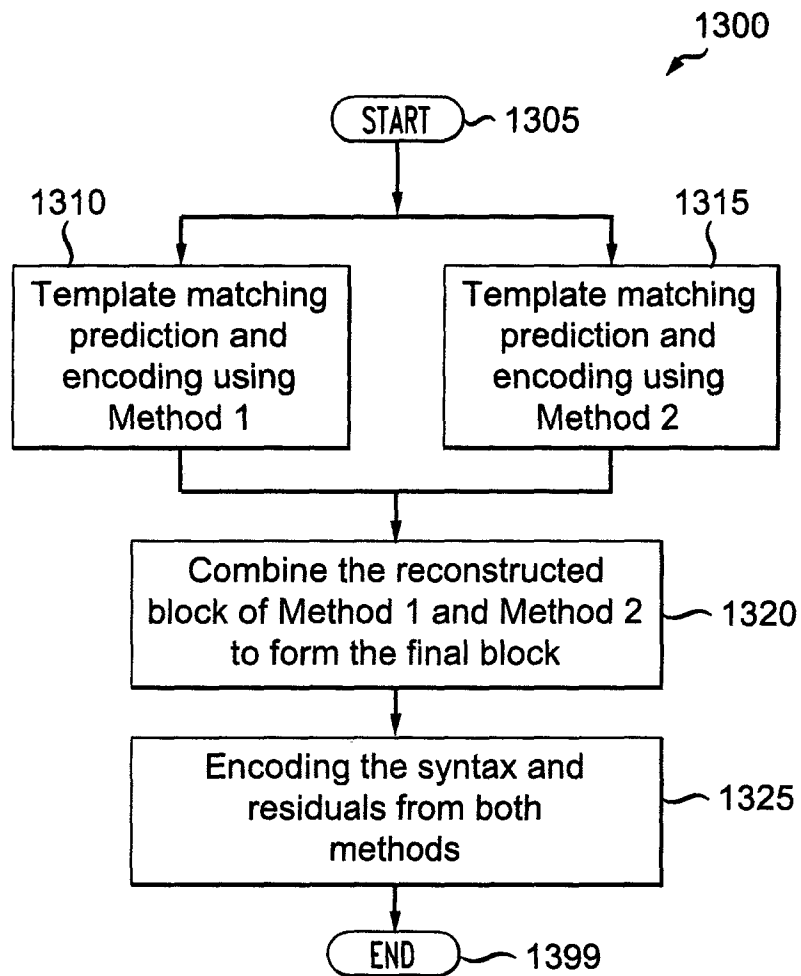 1300
START
1305
1310
1315
Template matching
prediction and
encoding using
Method 1
Template matching
prediction and
encoding using
Method 2
Combine the reconstructed
block of Method 1 and Method 2
to form the final block
1320
Encoding the syntax and
residuals from both
methods
1325
END
1399